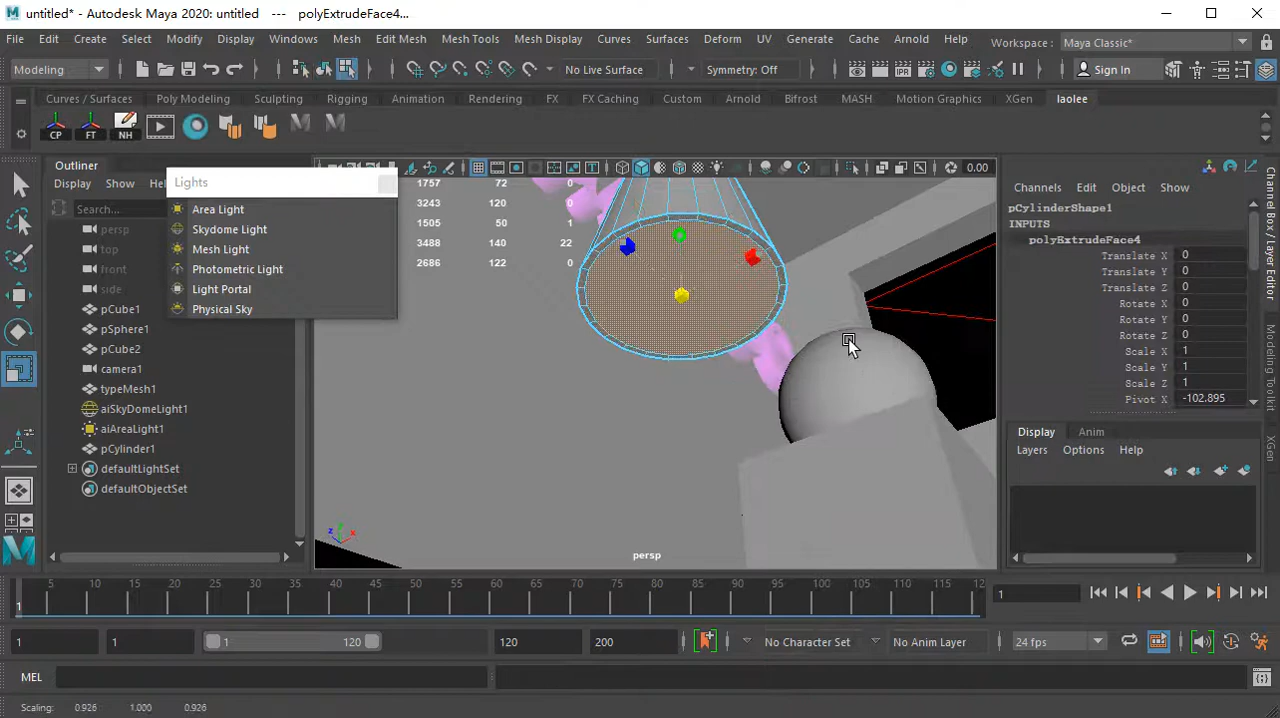 untitled* - Autodesk Maya 2020: untitled --- polyExtrudeFace4...
File Edit Create Select Modify Display Windows Mesh Edit Mesh Mesh Tools Mesh Display Curves Surfaces Deform UV Generate Cache Arnold Help Workspace: Maya Classic*
Modeling No Live Surface Symmetry: Off IPR Sign In
Curves / Surfaces Poly Modeling Sculpting Rigging Animation Rendering FX FX Caching Custom Arnold Bifrost MASH Motion Graphics XGen laolee
CP FT NH
Outliner
Display Show Hel
Search...
persp
top
front
side
pCube1
pSphere1
pCube2
camera1
typeMesh1
aiSkyDomeLight1
aiAreaLight1
pCylinder1
defaultLightSet
defaultObjectSet
Lights
Area Light
Skydome Light
Mesh Light
Photometric Light
Light Portal
Physical Sky
0.00
1757 72 0
3243 120 0
1505 50 1
3488 140 22
2686 122 0
persp
Channels Edit Object Show
pCylinderShape1
INPUTS
polyExtrudeFace4
Translate X 0
Translate Y 0
Translate Z 0
Rotate X 0
Rotate Y 0
Rotate Z 0
Scale X 1
Scale Y 1
Scale Z 1
Pivot X -102.895
Display Anim
Layers Options Help
Channel Box / Layer Editor
Modeling Toolkit
XGen
5 10 15 20 25 30 35 40 45 50 55 60 65 70 75 80 85 90 95 100 105 110 115 12
1
1
1 1 1 120 120 200 No Character Set No Anim Layer 24 fps
MEL
Scaling: 0.926 1.000 0.926